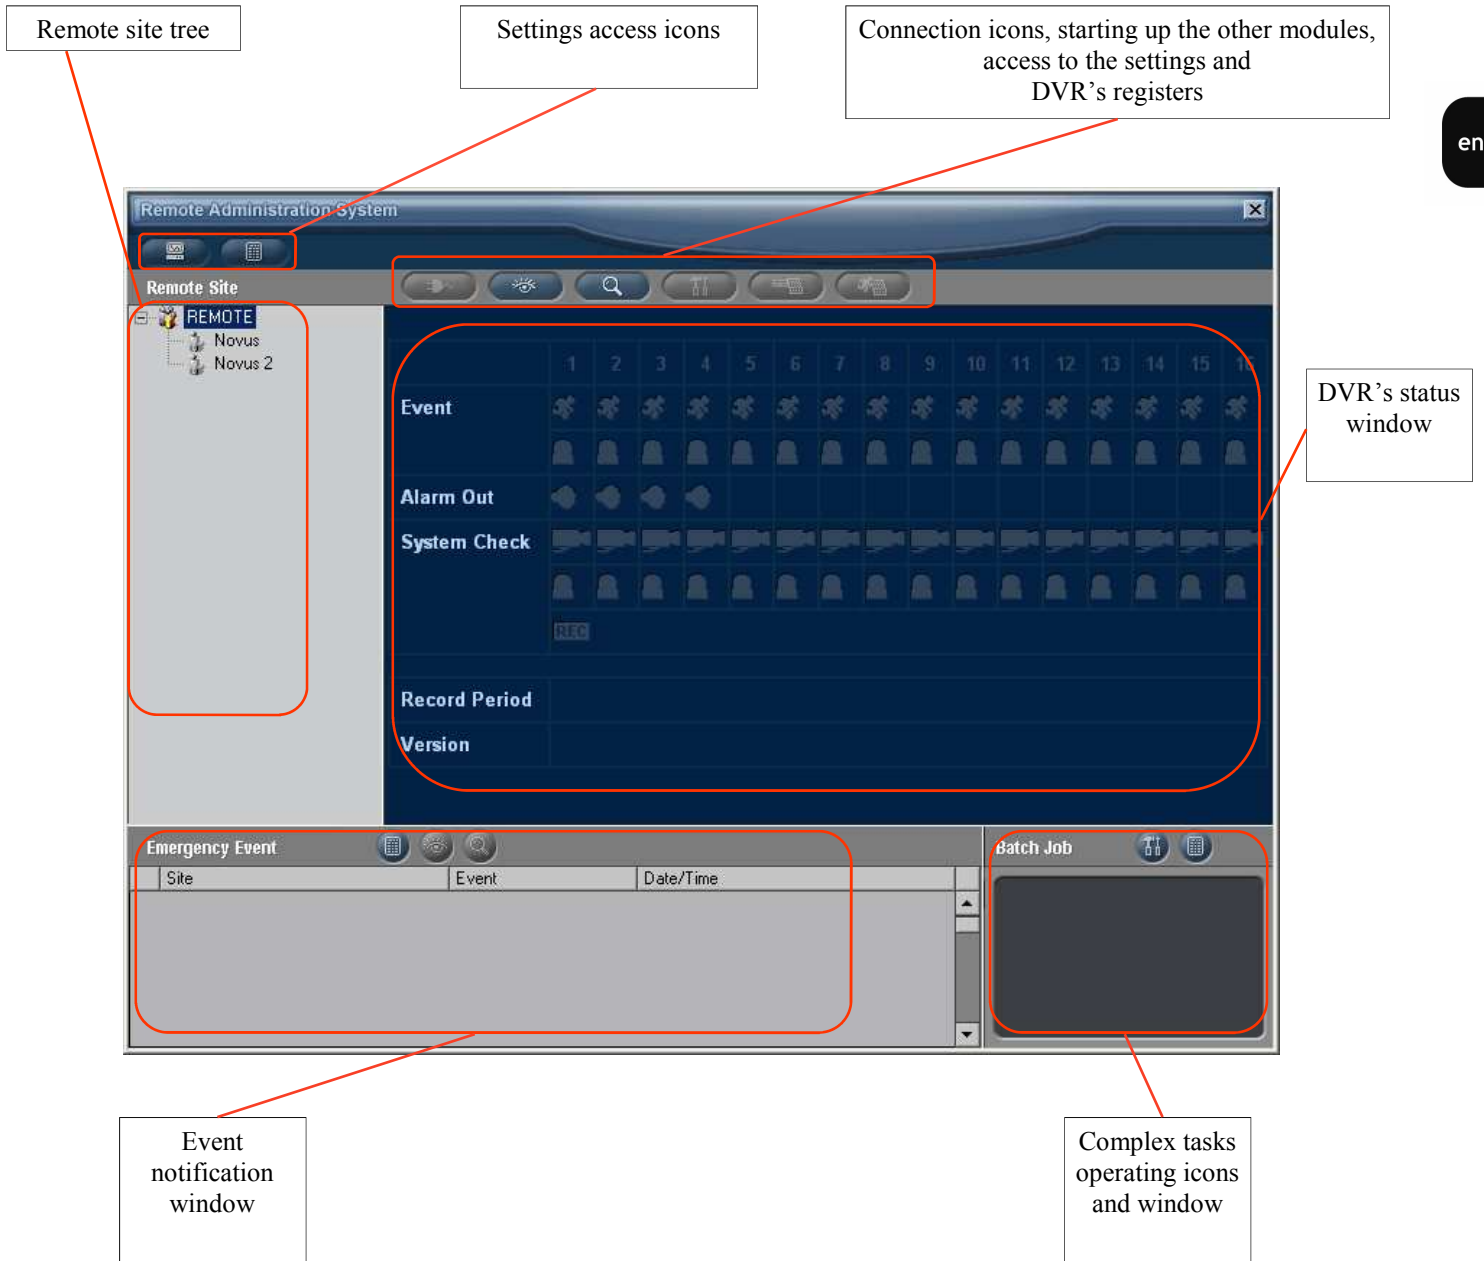 Remote site tree
Settings access icons
Connection icons, starting up the other modules,
access to the settings and
DVR's registers
en
Remote Administration System
Remote Site
REMOTE
Novus
Novus 2
1 2 3 4 5 6 7 8 9 10 11 12 13 14 15 16
Event
Alarm Out
System Check
REC
Record Period
Version
DVR's status
window
Emergency Event
Batch Job
Site Event Date/Time
Event
notification
window
Complex tasks
operating icons
and window